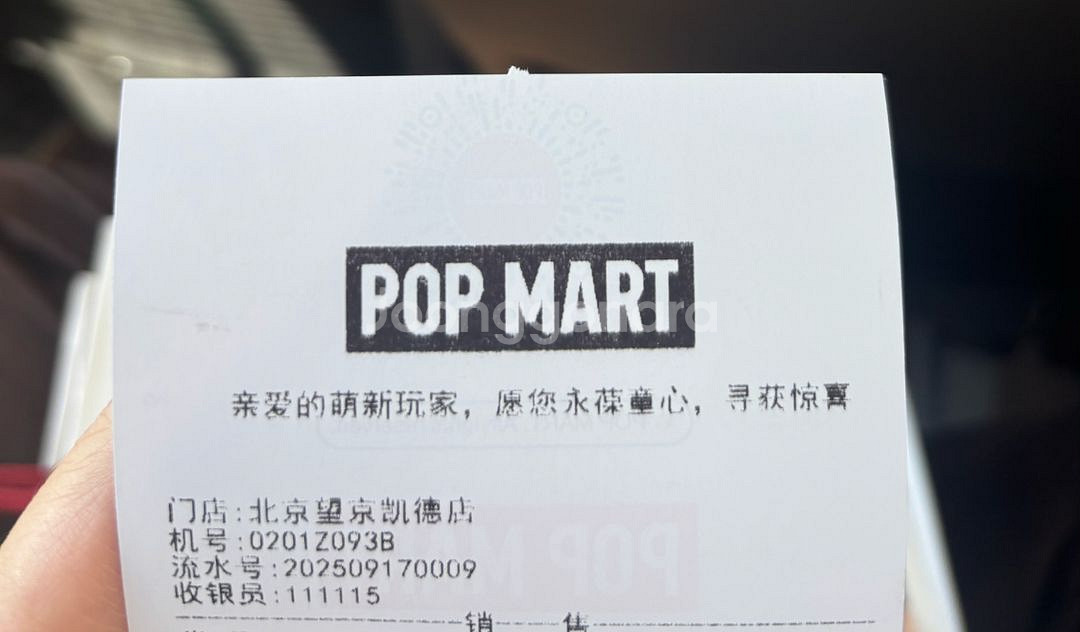 POP MART
亲爱的萌新玩家，愿您永葆童心，寻获惊喜
门店:北京望京凯德店
机号:0201Z093B
流水号:202509170009
收银员:111115
销 售